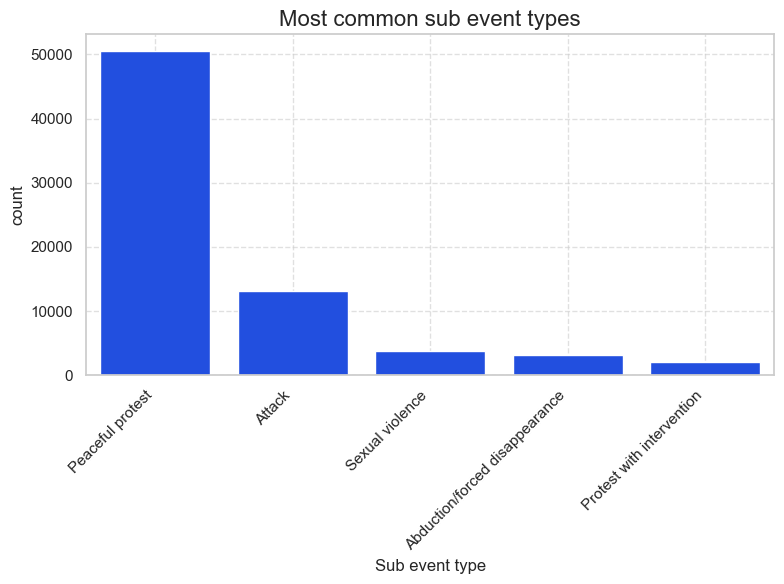 Most common sub event types
50000
40000
30000
20000
10000
0
count
Peaceful protest
Attack
Sexual violence
Abduction/forced disappearance
Protest with intervention
Sub event type